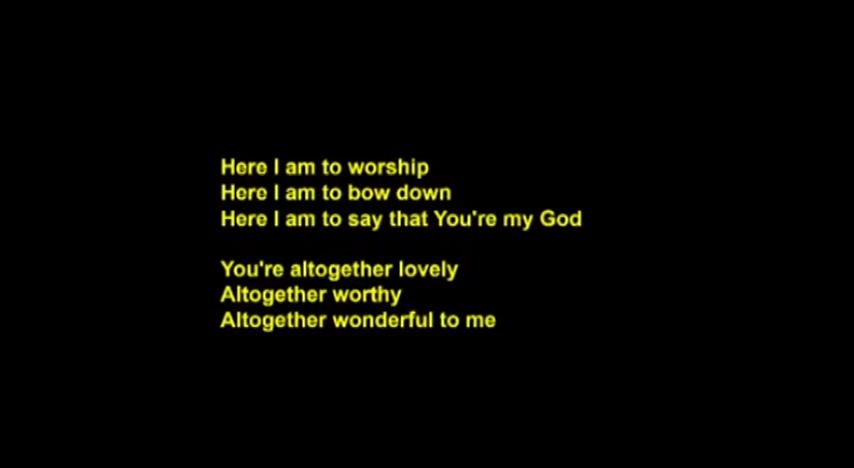 Here I am to worship
Here I am to bow down
Here I am to say that You're my God
You're altogether lovely
Altogether worthy
Altogether wonderful to me